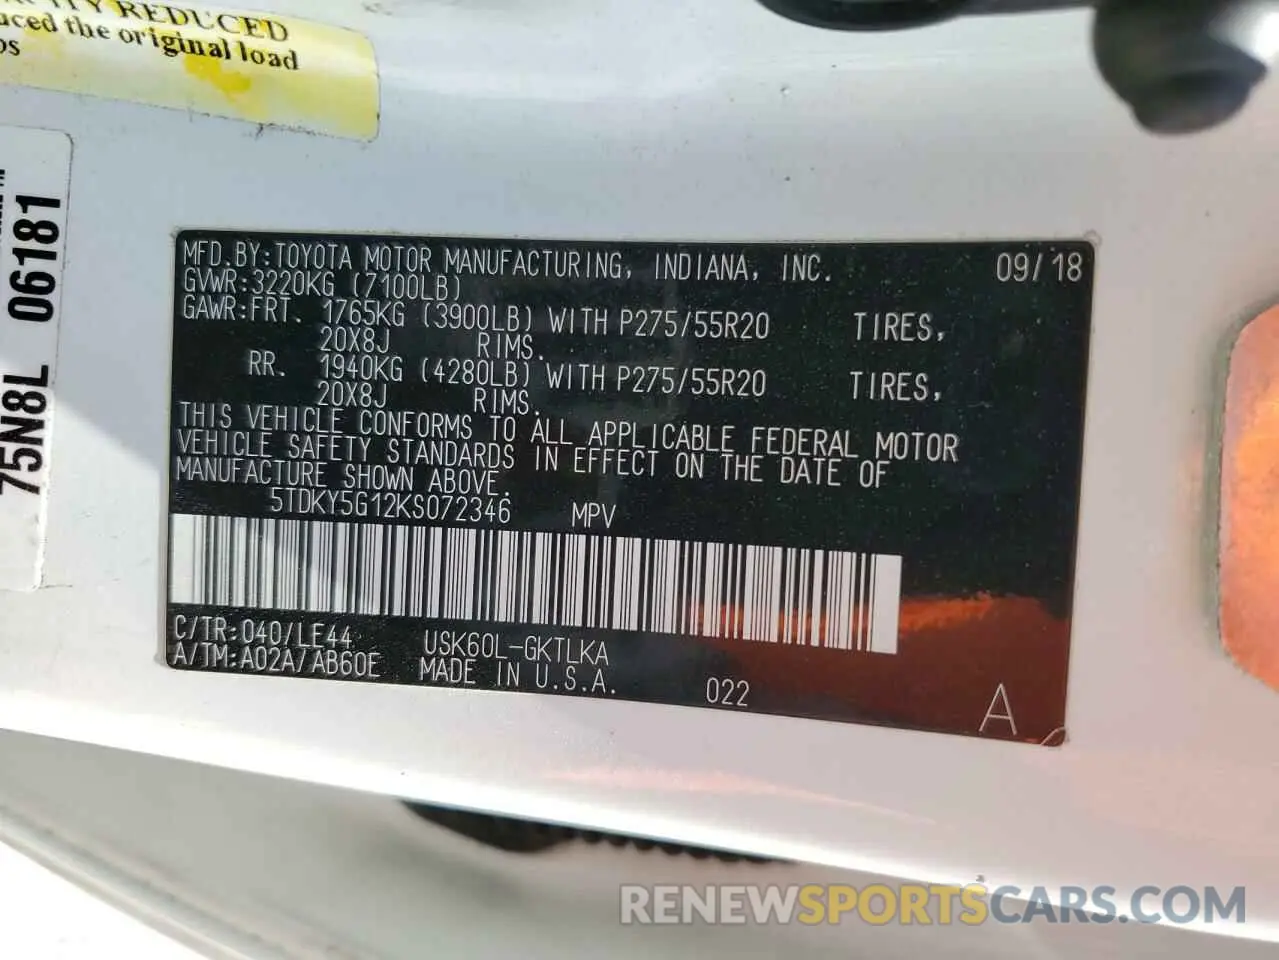 REDUCED
the original load
75N8L 06181
MFD.BY:TOYOTA MOTOR MANUFACTURING, INDIANA, INC. 09/18
GVWR:3220KG (7100LB)
GAWR:FRT. 1765KG (3900LB) WITH P275/55R20 TIRES,
20X8J RIMS.
RR. 1940KG (4280LB) WITH P275/55R20 TIRES,
20X8J RIMS.
THIS VEHICLE CONFORMS TO ALL APPLICABLE FEDERAL MOTOR
VEHICLE SAFETY STANDARDS IN EFFECT ON THE DATE OF
MANUFACTURE SHOWN ABOVE.
5TDKY5G12KS072346 MPV
C/TR:040/LE44 USK60L-GKTLKA
A/TM:A02A/AB60E MADE IN U.S.A. 022
A
RENEWSPORTSCARS.COM